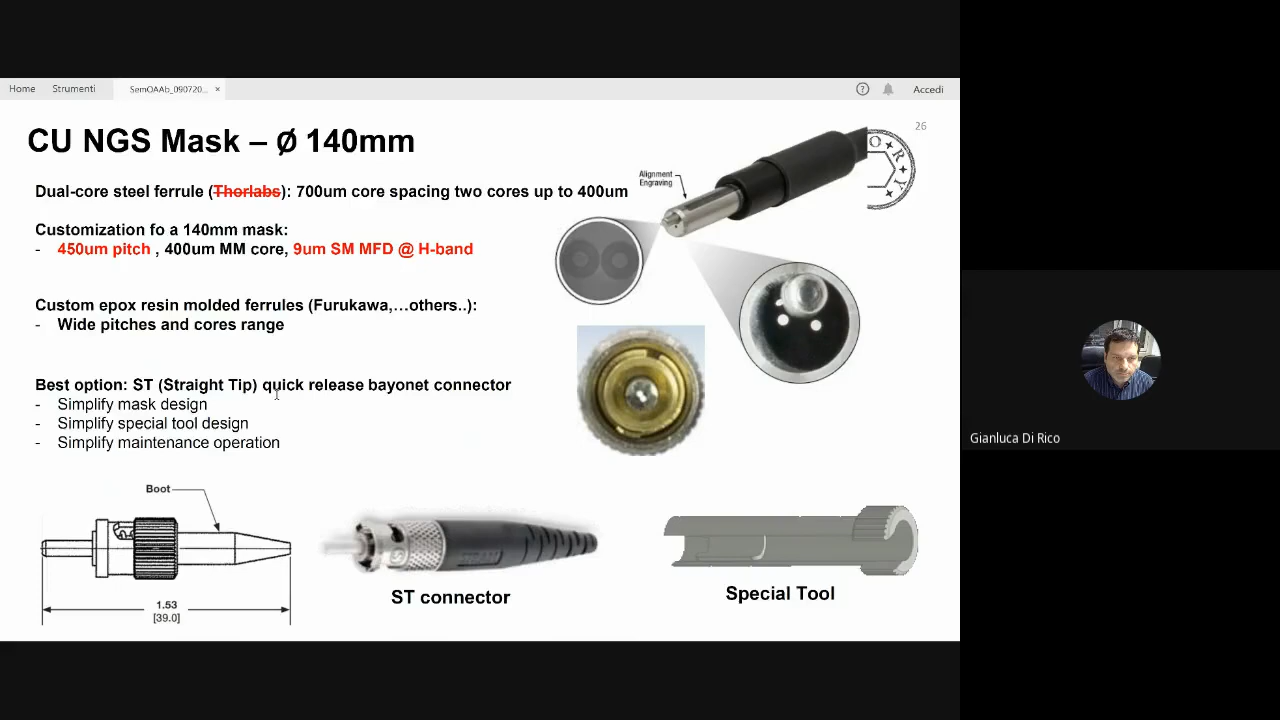 Home Strumenti SemOAAb_090720... × ? Accedi
26
CU NGS Mask – Ø 140mm
Dual-core steel ferrule (Thorlabs): 700um core spacing two cores up to 400um
Alignment
Engraving
O R Y
Customization fo a 140mm mask:
- 450um pitch , 400um MM core, 9um SM MFD @ H-band
Custom epox resin molded ferrules (Furukawa,…others..):
- Wide pitches and cores range
Best option: ST (Straight Tip) quick release bayonet connector
- Simplify mask design
- Simplify special tool design
- Simplify maintenance operation
Gianluca Di Rico
Boot
1.53
[39.0]
ST connector
Special Tool